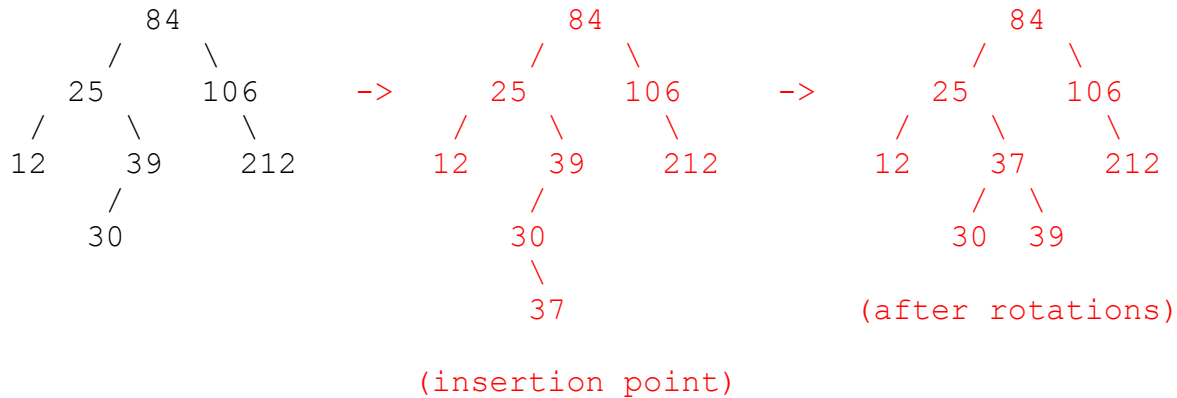 84 84 84
/ \ / \ / \
25 106 -> 25 106 -> 25 106
/ \ \ / \ \ / \ \
12 39 212 12 39 212 12 37 212
/ / / \
30 30 30 39
\
37 (after rotations)
(insertion point)